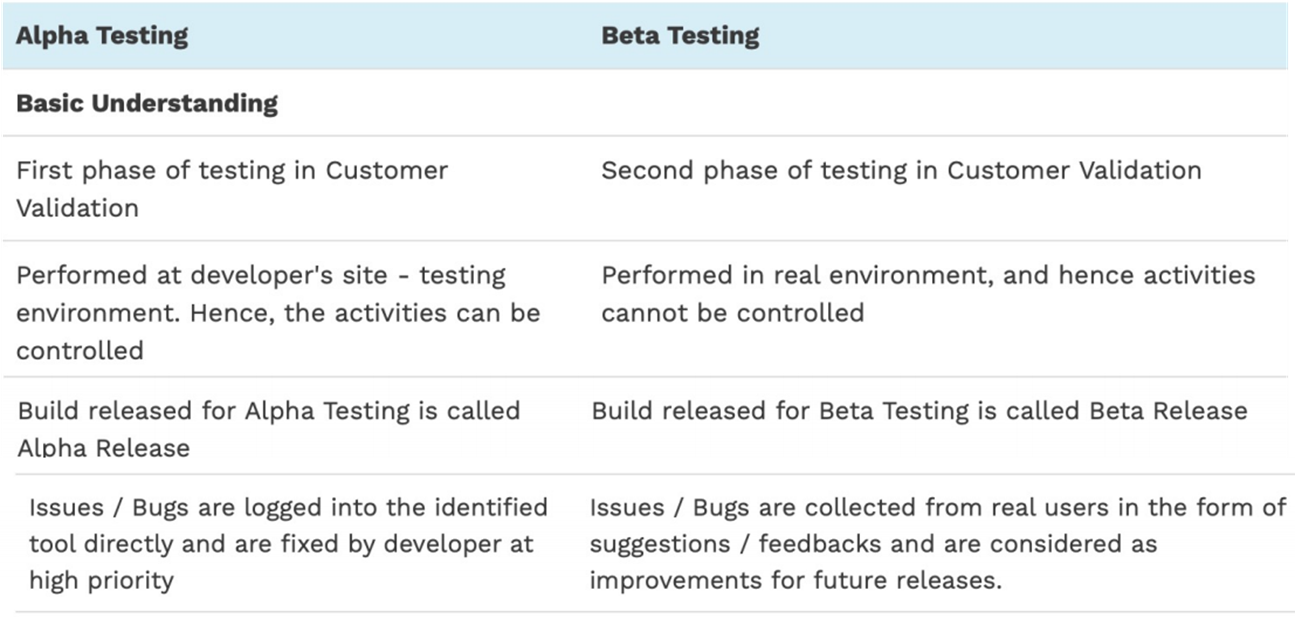 Alpha Testing
Beta Testing
Basic Understanding
First phase of testing in Customer
Validation
Second phase of testing in Customer Validation
Performed at developer's site - testing
environment. Hence, the activities can be
controlled
Performed in real environment, and hence activities
cannot be controlled
Build released for Alpha Testing is called
Alpha Release
Build released for Beta Testing is called Beta Release
Issues / Bugs are logged into the identified
tool directly and are fixed by developer at
high priority
Issues / Bugs are collected from real users in the form of
suggestions / feedbacks and are considered as
improvements for future releases.